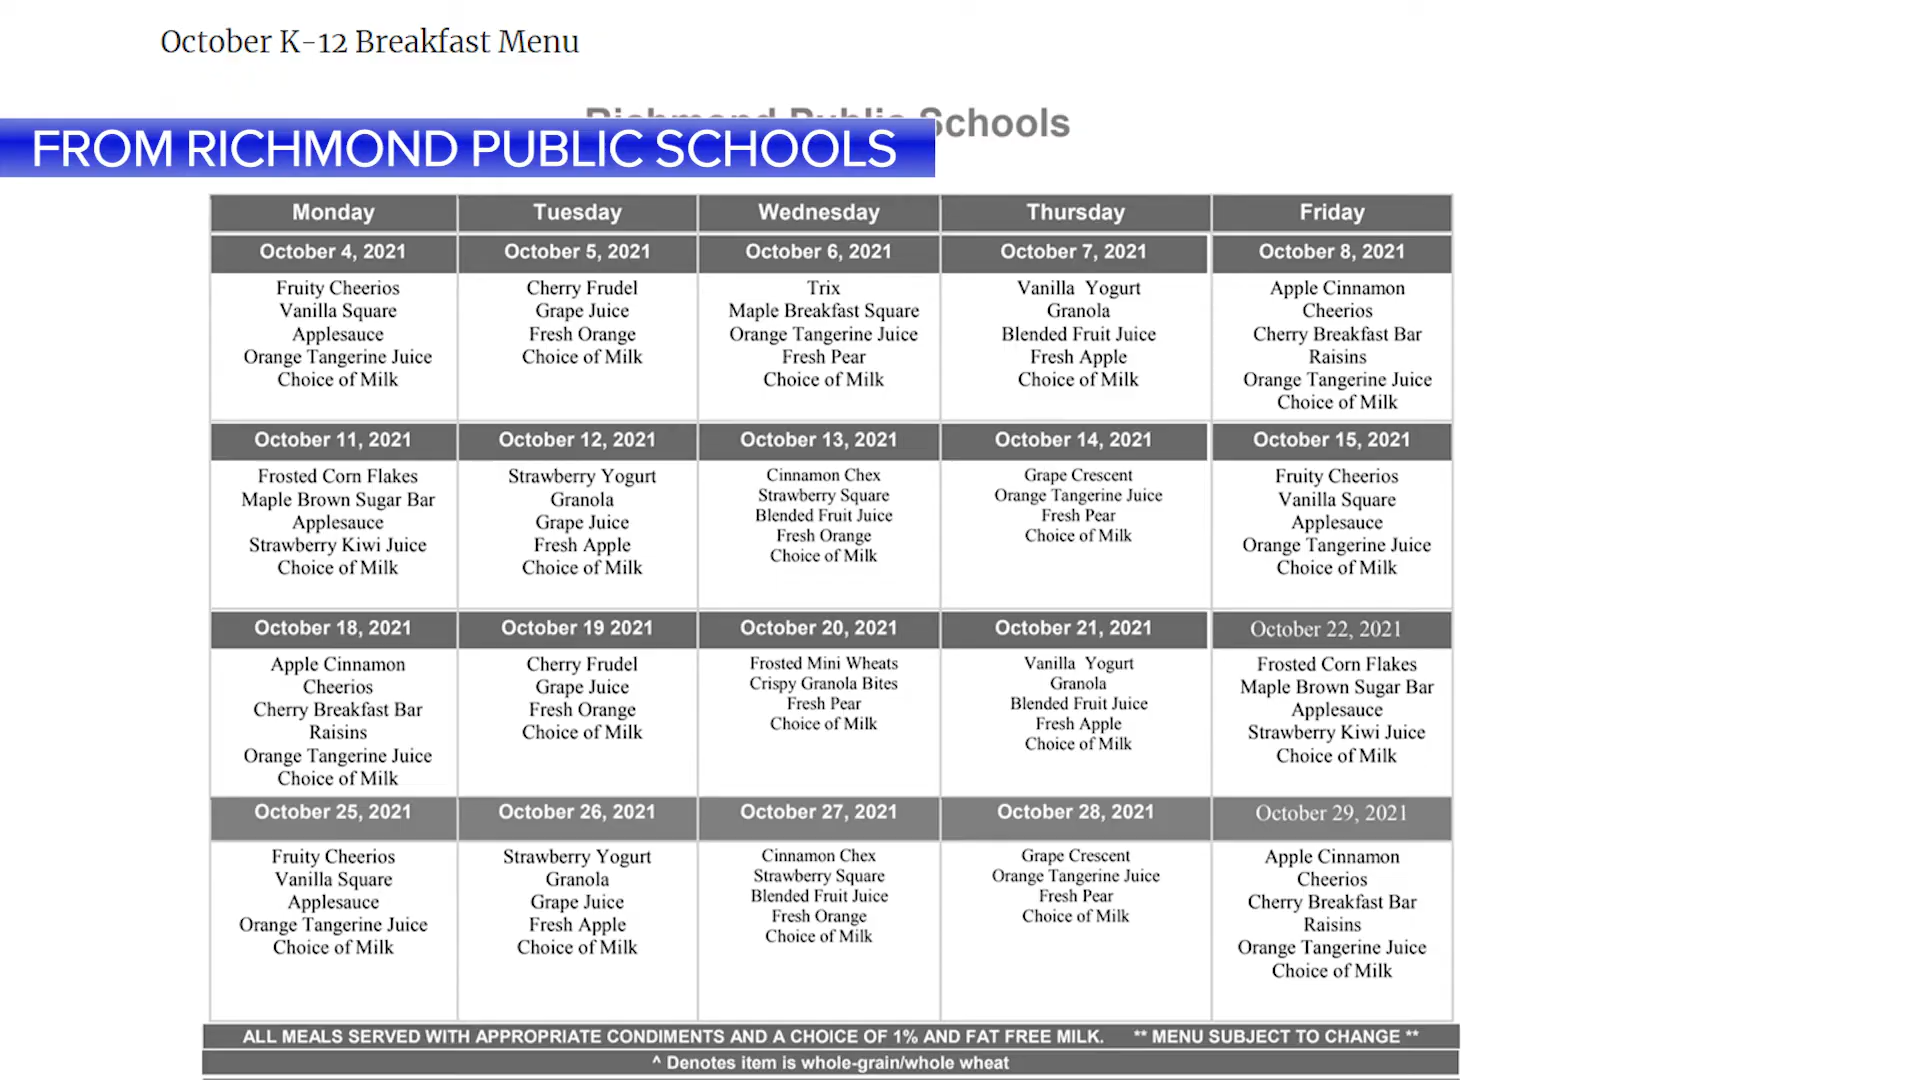 October K-12 Breakfast Menu
Richmond Public Schools
FROM RICHMOND PUBLIC SCHOOLS
Monday Tuesday Wednesday Thursday Friday
October 4, 2021 October 5, 2021 October 6, 2021 October 7, 2021 October 8, 2021
Fruity Cheerios
Vanilla Square
Applesauce
Orange Tangerine Juice
Choice of Milk
Cherry Frudel
Grape Juice
Fresh Orange
Choice of Milk
Trix
Maple Breakfast Square
Orange Tangerine Juice
Fresh Pear
Choice of Milk
Vanilla Yogurt
Granola
Blended Fruit Juice
Fresh Apple
Choice of Milk
Apple Cinnamon
Cheerios
Cherry Breakfast Bar
Raisins
Orange Tangerine Juice
Choice of Milk
October 11, 2021 October 12, 2021 October 13, 2021 October 14, 2021 October 15, 2021
Frosted Corn Flakes
Maple Brown Sugar Bar
Applesauce
Strawberry Kiwi Juice
Choice of Milk
Strawberry Yogurt
Granola
Grape Juice
Fresh Apple
Choice of Milk
Cinnamon Chex
Strawberry Square
Blended Fruit Juice
Fresh Orange
Choice of Milk
Grape Crescent
Orange Tangerine Juice
Fresh Pear
Choice of Milk
Fruity Cheerios
Vanilla Square
Applesauce
Orange Tangerine Juice
Choice of Milk
October 18, 2021 October 19 2021 October 20, 2021 October 21, 2021 October 22, 2021
Apple Cinnamon
Cheerios
Cherry Breakfast Bar
Raisins
Orange Tangerine Juice
Choice of Milk
Cherry Frudel
Grape Juice
Fresh Orange
Choice of Milk
Frosted Mini Wheats
Crispy Granola Bites
Fresh Pear
Choice of Milk
Vanilla Yogurt
Granola
Blended Fruit Juice
Fresh Apple
Choice of Milk
Frosted Corn Flakes
Maple Brown Sugar Bar
Applesauce
Strawberry Kiwi Juice
Choice of Milk
October 25, 2021 October 26, 2021 October 27, 2021 October 28, 2021 October 29, 2021
Fruity Cheerios
Vanilla Square
Applesauce
Orange Tangerine Juice
Choice of Milk
Strawberry Yogurt
Granola
Grape Juice
Fresh Apple
Choice of Milk
Cinnamon Chex
Strawberry Square
Blended Fruit Juice
Fresh Orange
Choice of Milk
Grape Crescent
Orange Tangerine Juice
Fresh Pear
Choice of Milk
Apple Cinnamon
Cheerios
Cherry Breakfast Bar
Raisins
Orange Tangerine Juice
Choice of Milk
ALL MEALS SERVED WITH APPROPRIATE CONDIMENTS AND A CHOICE OF 1% AND FAT FREE MILK. ** MENU SUBJECT TO CHANGE **
^ Denotes item is whole-grain/whole wheat